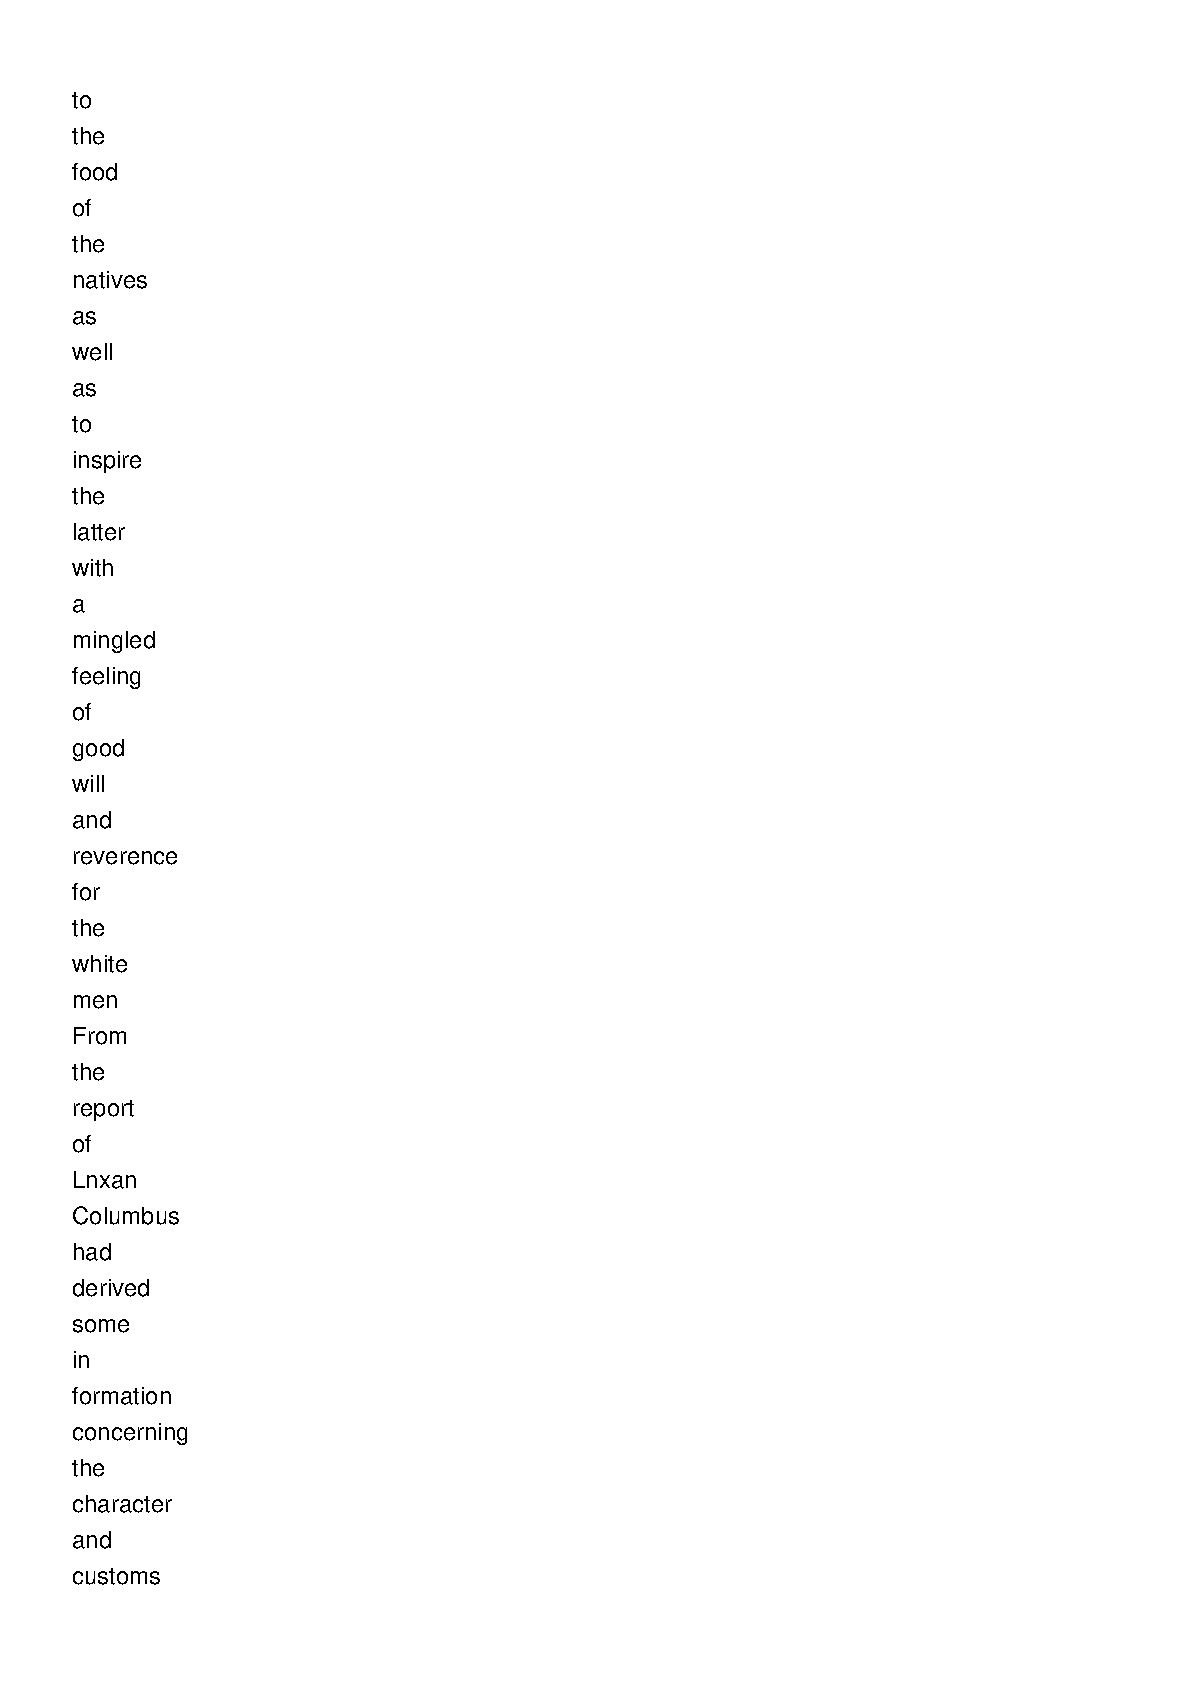 to
the
food
of
the
natives
as
well
as
to
inspire
the
latter
with
a
mingled
feeling
of
good
will
and
reverence
for
the
white
men
From
the
report
of
Lnxan
Columbus
had
derived
some
in
formation
concerning
the
character
and
customs